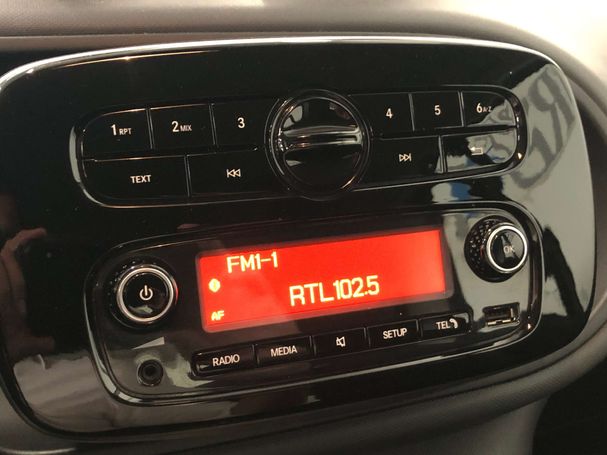 1 RPT 2 MIX 3 4 5 6 A-Z
TEXT
FM1-1
RTL102.5
AF
OK
RADIO MEDIA SETUP TEL